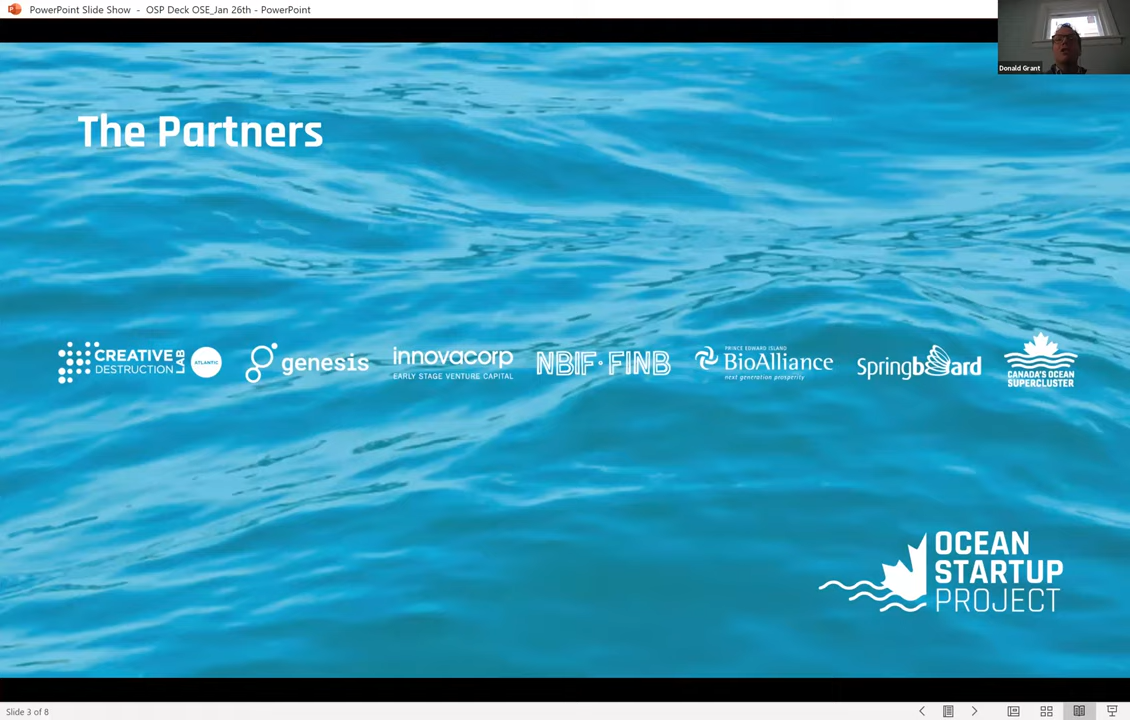 PowerPoint Slide Show - OSP Deck OSE_Jan 26th - PowerPoint
Donald Grant
The Partners
CREATIVE DESTRUCTION LAB ATLANTIC
genesis
innovacorp
EARLY STAGE VENTURE CAPITAL
NBIF·FINB
PRINCE EDWARD ISLAND
BioAlliance
next generation prosperity
Springboard
CANADA'S OCEAN
SUPERCLUSTER
OCEAN
STARTUP
PROJECT
Slide 3 of 8